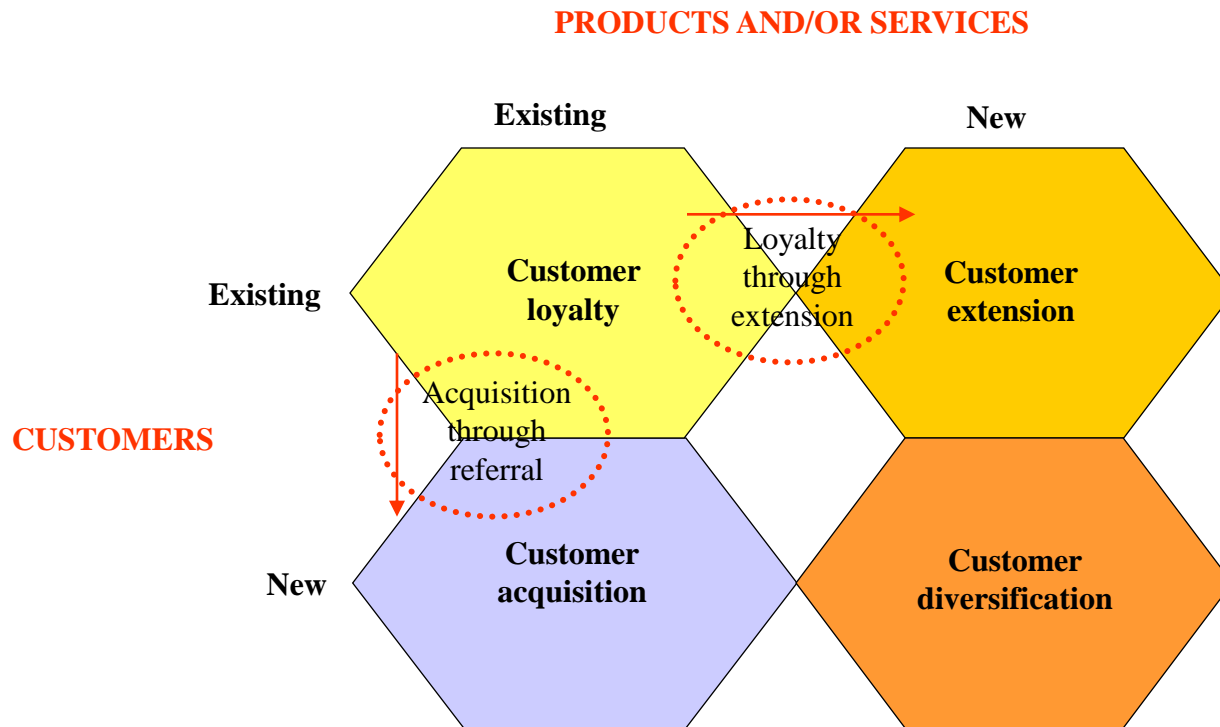 PRODUCTS AND/OR SERVICES
Existing
New
Existing
Customer
loyalty
Loyalty
through
extension
Customer
extension
CUSTOMERS
Acquisition
through
referral
New
Customer
acquisition
Customer
diversification